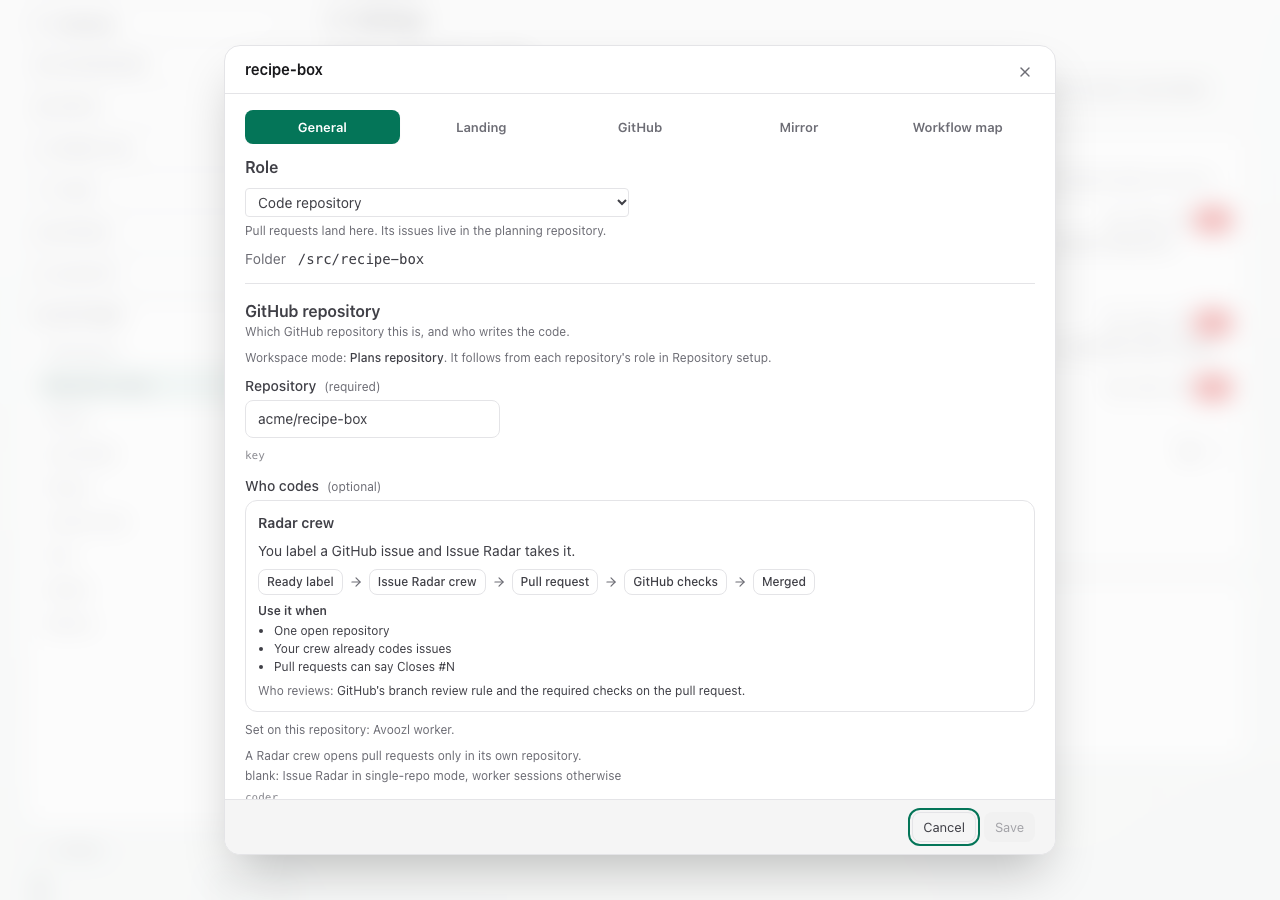 recipe-box
General
Landing
GitHub
Mirror
Workflow map
Role
Code repository
Pull requests land here. Its issues live in the planning repository.
Folder /src/recipe-box
GitHub repository
Which GitHub repository this is, and who writes the code.
Workspace mode: Plans repository. It follows from each repository's role in Repository setup.
Repository (required)
acme/recipe-box
key
Who codes (optional)
Radar crew
You label a GitHub issue and Issue Radar takes it.
Ready label → Issue Radar crew → Pull request → GitHub checks → Merged
Use it when
• One open repository
• Your crew already codes issues
• Pull requests can say Closes #N
Who reviews: GitHub's branch review rule and the required checks on the pull request.
Set on this repository: Avoozl worker.
A Radar crew opens pull requests only in its own repository.
blank: Issue Radar in single-repo mode, worker sessions otherwise
coder
Cancel
Save